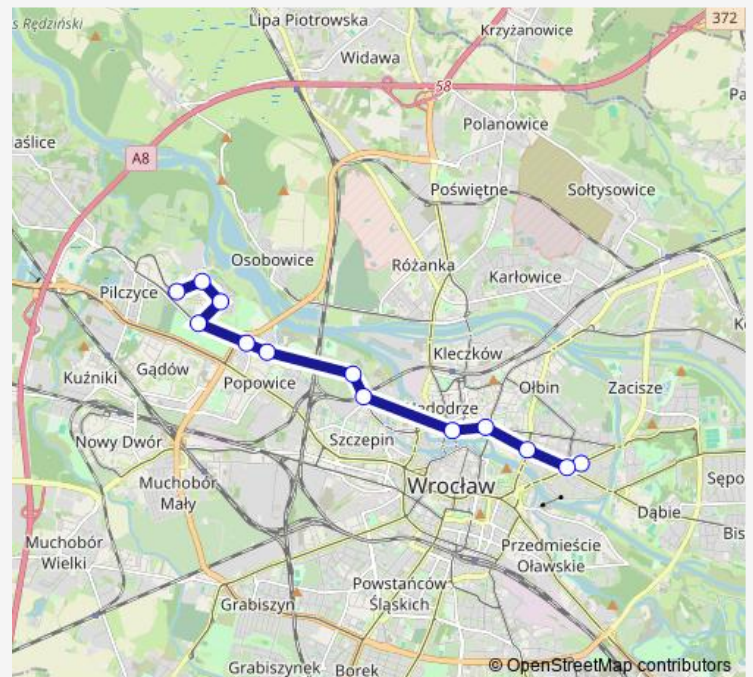 Lipa Piotrowska
372
s Rędziński
Krzyżanowice
Widawa
58
Polanowice
aślice
A8
Poświętne
Sołtysowice
Osobowice
Różanka
Karłowice
Pilczyce
Kleczków
Gądów
Kuźniki
Popowice
Ołbin
Zacisze
adodrze
Nowy Dwór
Szczepin
Muchobór
Mały
Wrocław
Sępo
Dąbie
Muchobór
Wielki
Przedmieście
Oławskie
Bis
Powstańców
Śląskich
Grabiszyn
Grabiszynek
Borek
© OpenStreetMap contributors